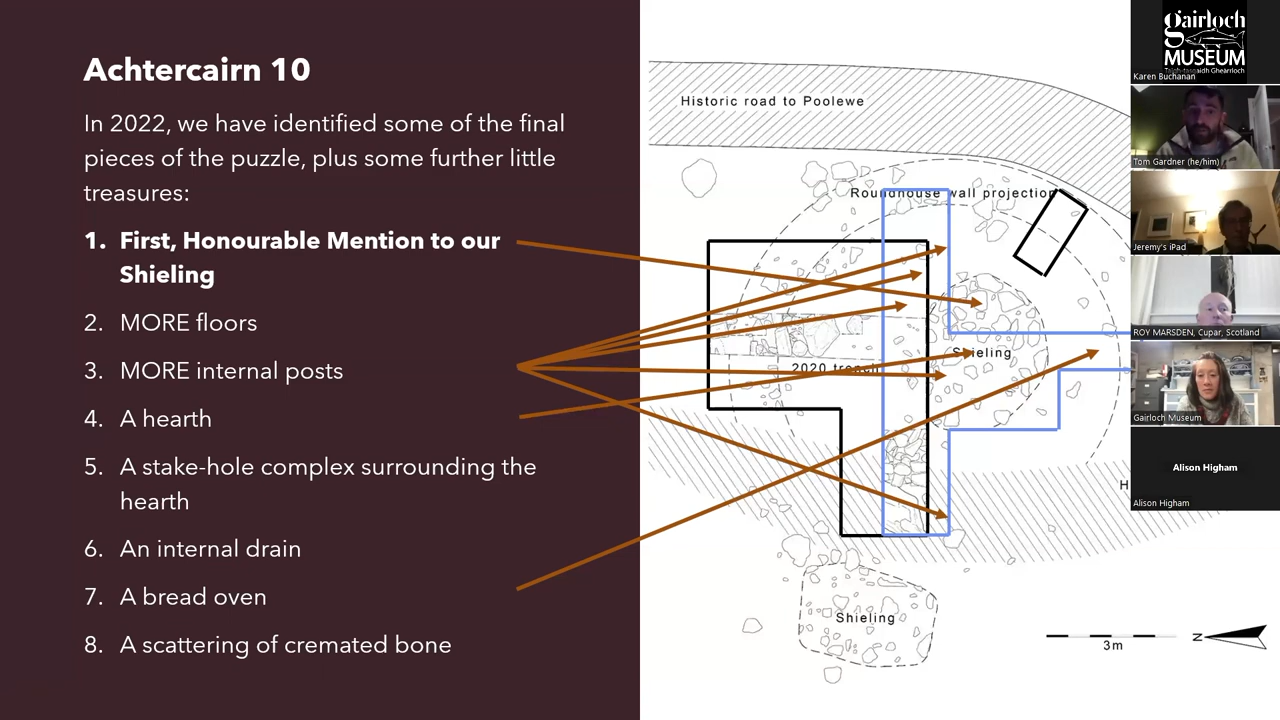 Achtercairn 10
In 2022, we have identified some of the final
pieces of the puzzle, plus some further little
treasures:
1. First, Honourable Mention to our
Shieling
2. MORE floors
3. MORE internal posts
4. A hearth
5. A stake-hole complex surrounding the
hearth
6. An internal drain
7. A bread oven
8. A scattering of cremated bone
Historic road to Poolewe
Roundhouse wall projection
Shieling
2020 trench
H
Shieling
3m
N
gairloch
MUSEUM
Taigh-tasgaidh Gheàrrloch
Karen Buchanan
Tom Gardner (he/him)
Jeremy's iPad
ROY MARSDEN, Cupar, Scotland
Gairloch Museum
Alison Higham
Alison Higham